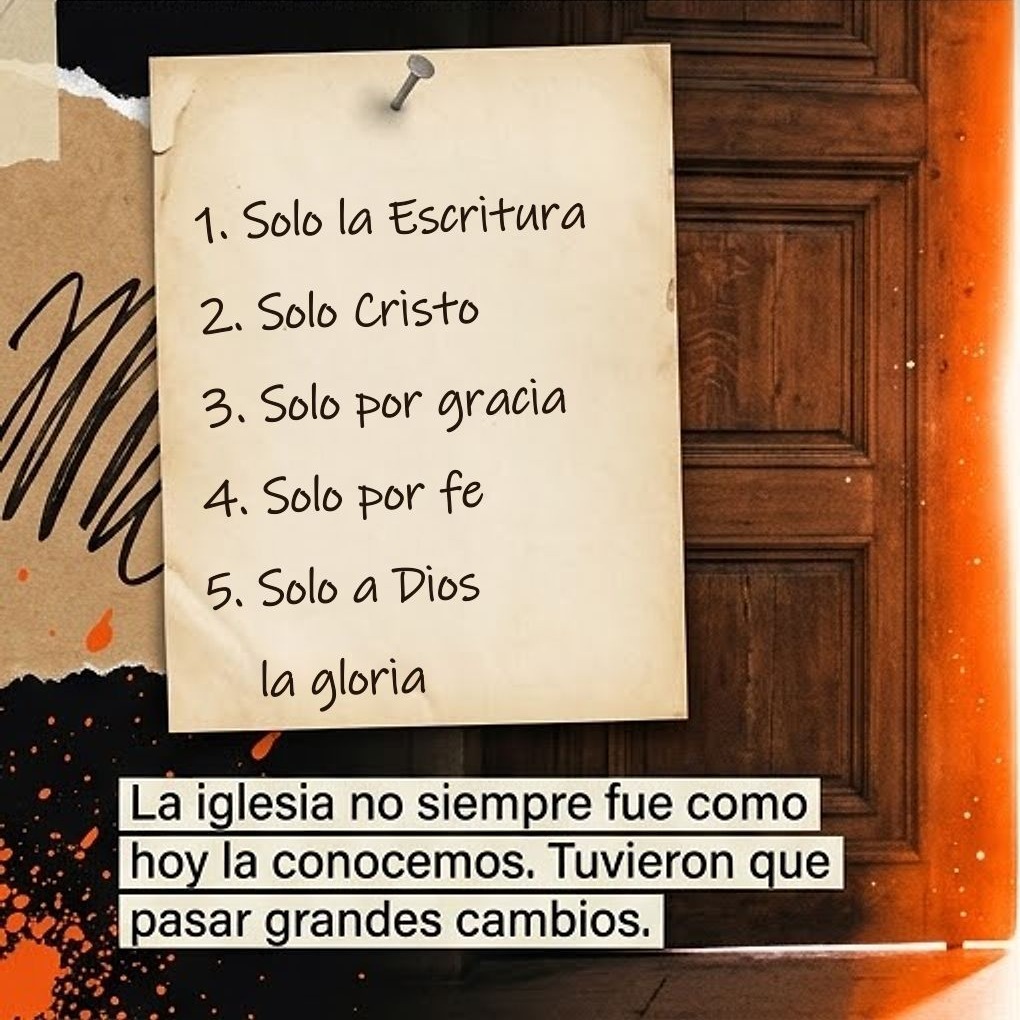 1. Solo la Escritura
2. Solo Cristo
3. Solo por gracia
4. Solo por fe
5. Solo a Dios
la gloria
La iglesia no siempre fue como
hoy la conocemos. Tuvieron que
pasar grandes cambios.